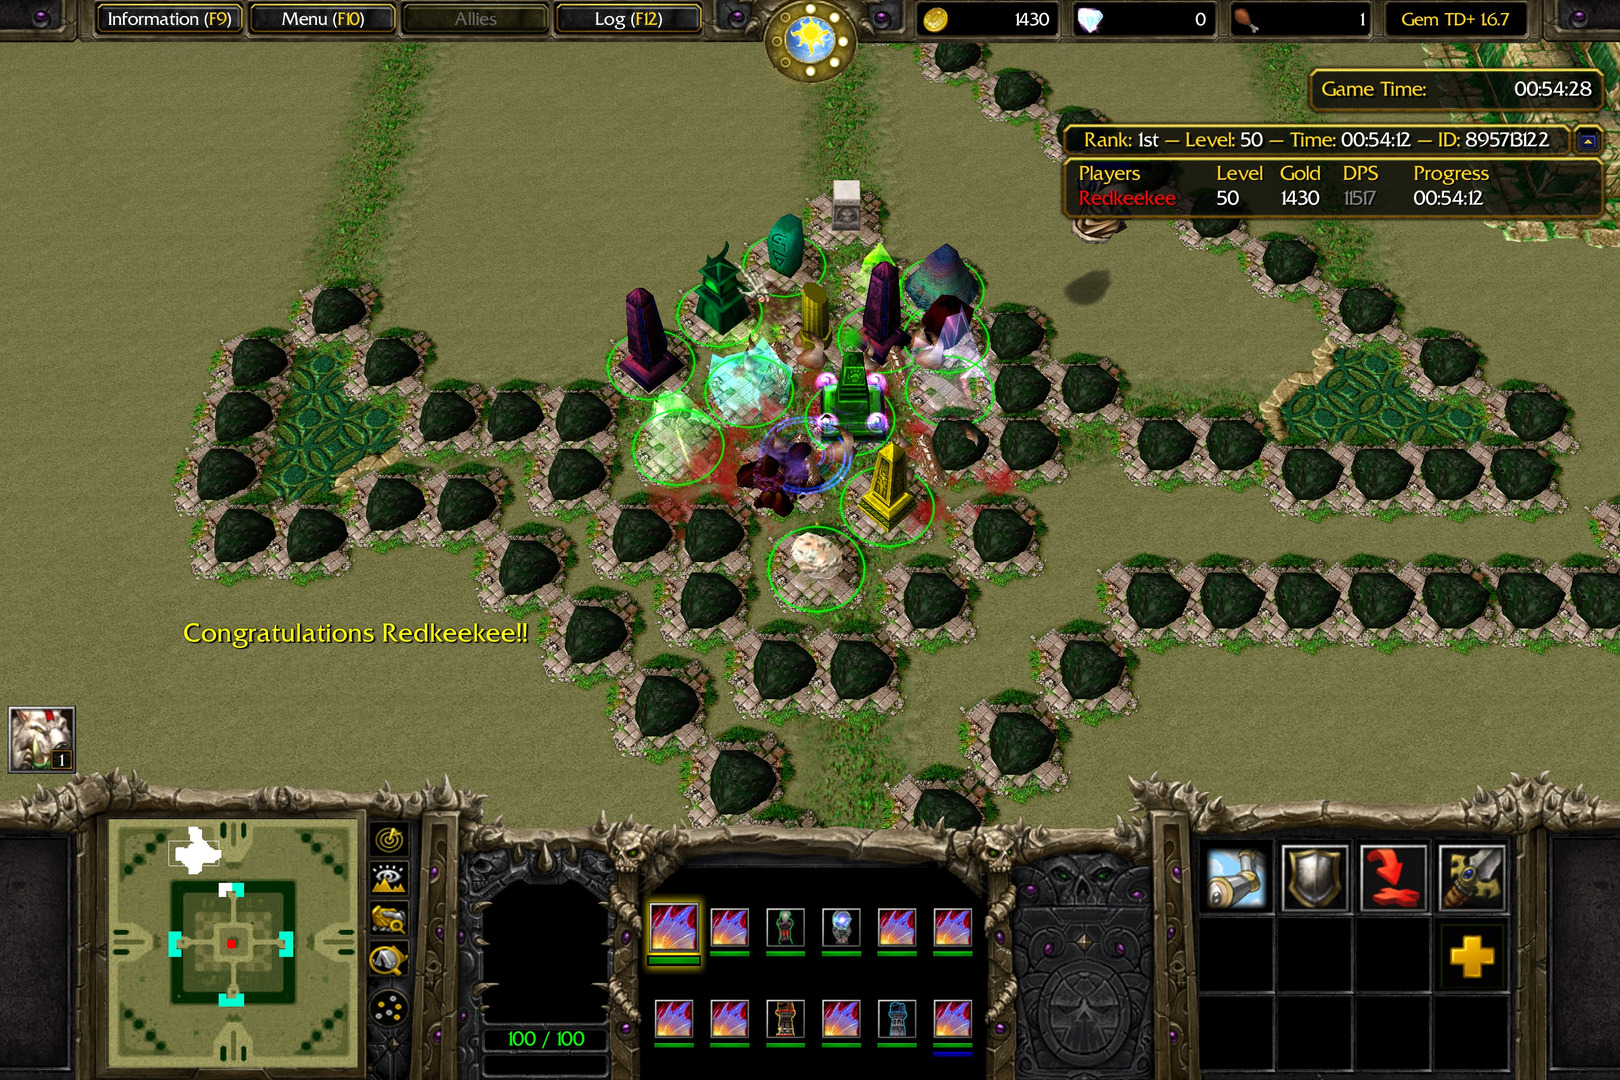 Information (F9)
Menu (F10)
Allies
Log (F12)
1430
0
1
Gem TD+ 1.6.7
Game Time: 00:54:28
Rank: 1st – Level: 50 – Time: 00:54:12 – ID: 895713122
Players Level Gold DPS Progress
Redkeekee 50 1430 11517 00:54:12
Congratulations Redkeekee!!
1
100 / 100